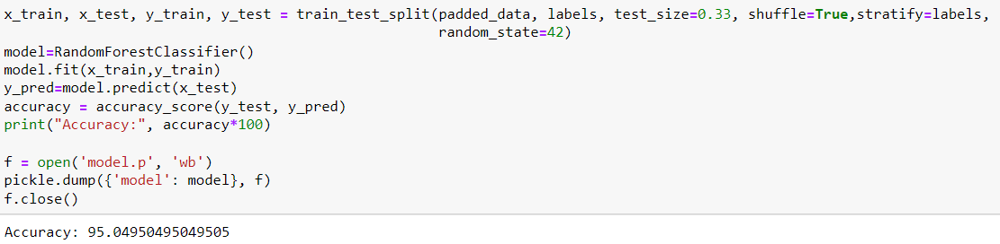 x_train, x_test, y_train, y_test = train_test_split(padded_data, labels, test_size=0.33, shuffle=True,stratify=labels,
random_state=42)
model=RandomForestClassifier()
model.fit(x_train,y_train)
y_pred=model.predict(x_test)
accuracy = accuracy_score(y_test, y_pred)
print("Accuracy:", accuracy*100)
f = open('model.p', 'wb')
pickle.dump({'model': model}, f)
f.close()
Accuracy: 95.04950495049505